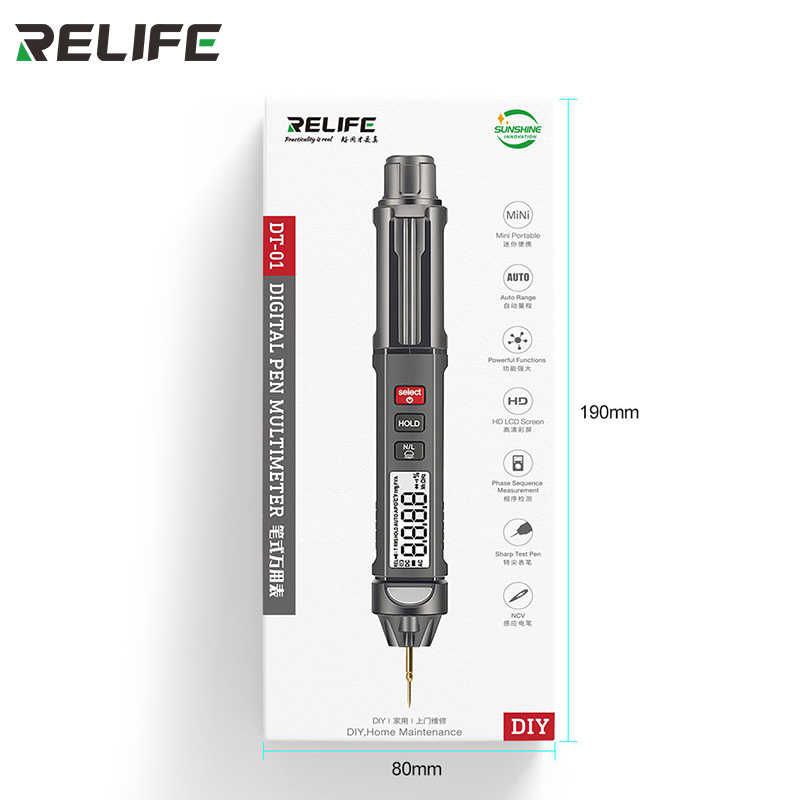 RELIFE
RELIFE
Practicality is real 好用才是真
SUNSHINE
INNOVATION
DT-01 DIGITAL PEN MULTIMETER 笔式万用表
MiNi
Mini Portable
迷你便携
AUTO
Auto Range
自动量程
Powerful Functions
功能强大
HD
HD LCD Screen
高清彩屏
Phase Sequence
Measurement
相序检测
Sharp Test Pen
特尖表笔
NCV
感应电笔
select
HOLD
N/L
8.8.8.8
DIY | 家用 | 上门维修
DIY,Home Maintenance
DIY
190mm
80mm